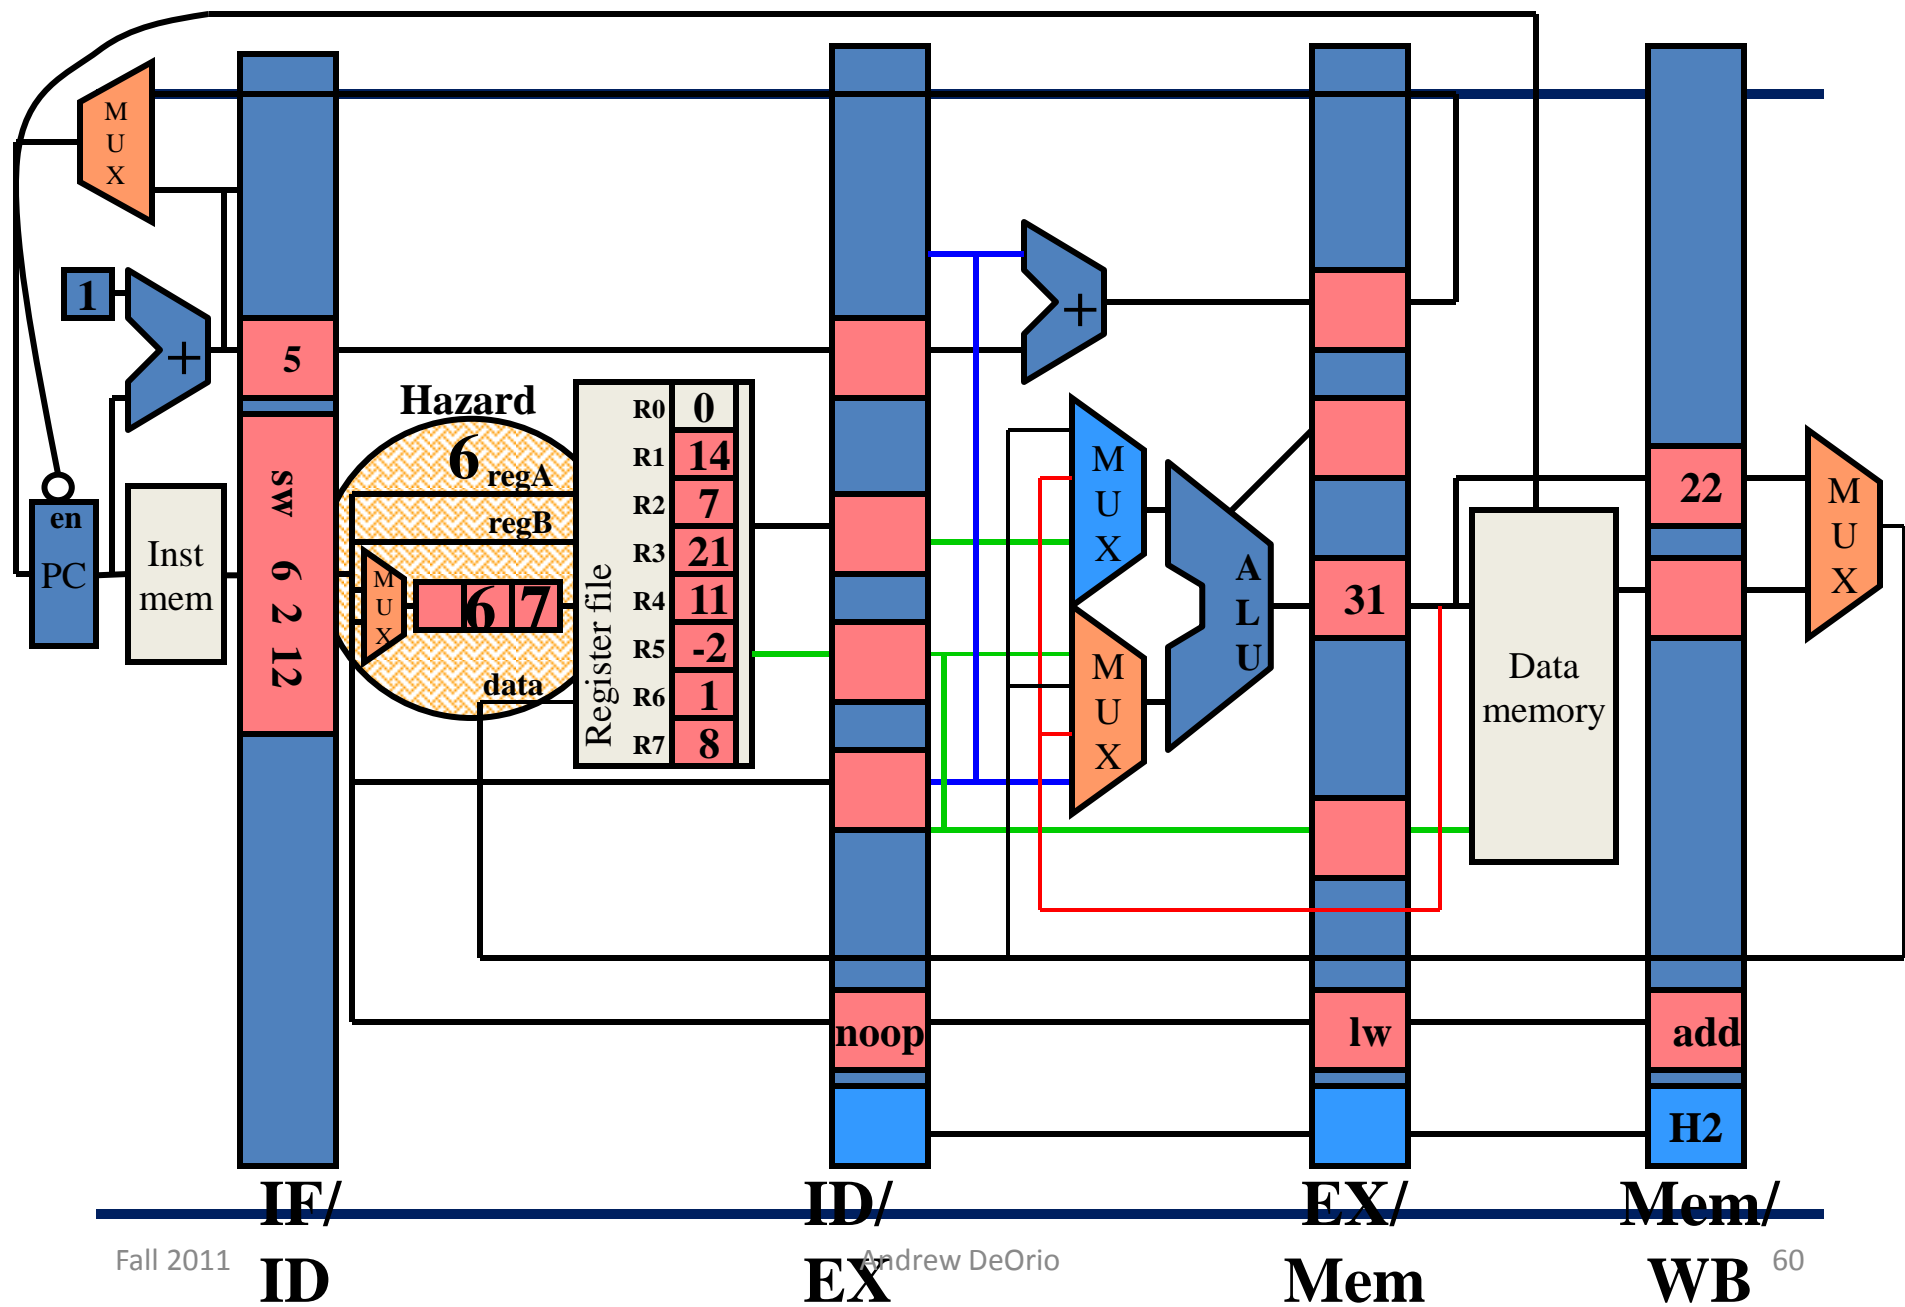 M
U
X
1
+
+
5
Hazard
6
regA
regB
R0 0
R1 14
R2 7
R3 21
R4 11
R5 -2
R6 1
R7 8
Register file
sw 6 2 12
en
PC
Inst
mem
M
U
X
6 7
data
M
U
X
M
U
X
A
L
U
31
22
Data
memory
M
U
X
noop
lw
add
H2
IF/
ID
ID/
EX
EX/
Mem
Mem/
WB
Fall 2011
Andrew DeOrio
60